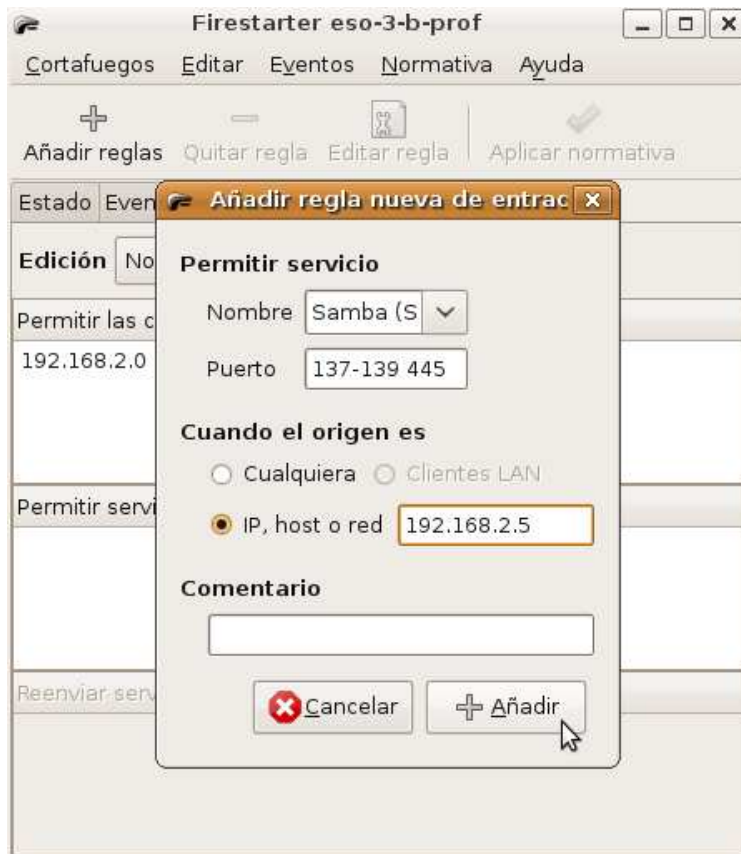 Firestarter eso-3-b-prof
Cortafuegos Editar Eventos Normativa Ayuda
Añadir reglas Quitar regla Editar regla Aplicar normativa
Estado Even
Añadir regla nueva de entrac
Edición No
Permitir las c
192.168.2.0
Permitir servi
Reenviar serv
Permitir servicio
Nombre Samba (S
Puerto 137-139 445
Cuando el origen es
Cualquiera Clientes LAN
IP, host o red 192.168.2.5
Comentario
Cancelar Añadir